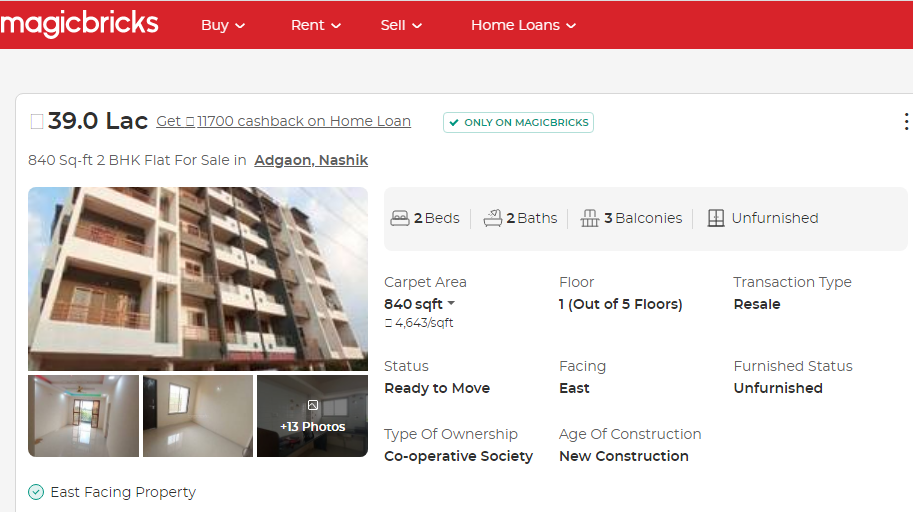 magicbricks
Buy Rent Sell Home Loans
39.0 Lac Get 11700 cashback on Home Loan ONLY ON MAGICBRICKS
840 Sq-ft 2 BHK Flat For Sale in Adgaon, Nashik
2 Beds 2 Baths 3 Balconies Unfurnished
Carpet Area Floor Transaction Type
840 sqft 1 (Out of 5 Floors) Resale
4,643/sqft
Status Facing Furnished Status
Ready to Move East Unfurnished
+13 Photos
Type Of Ownership Age Of Construction
Co-operative Society New Construction
East Facing Property